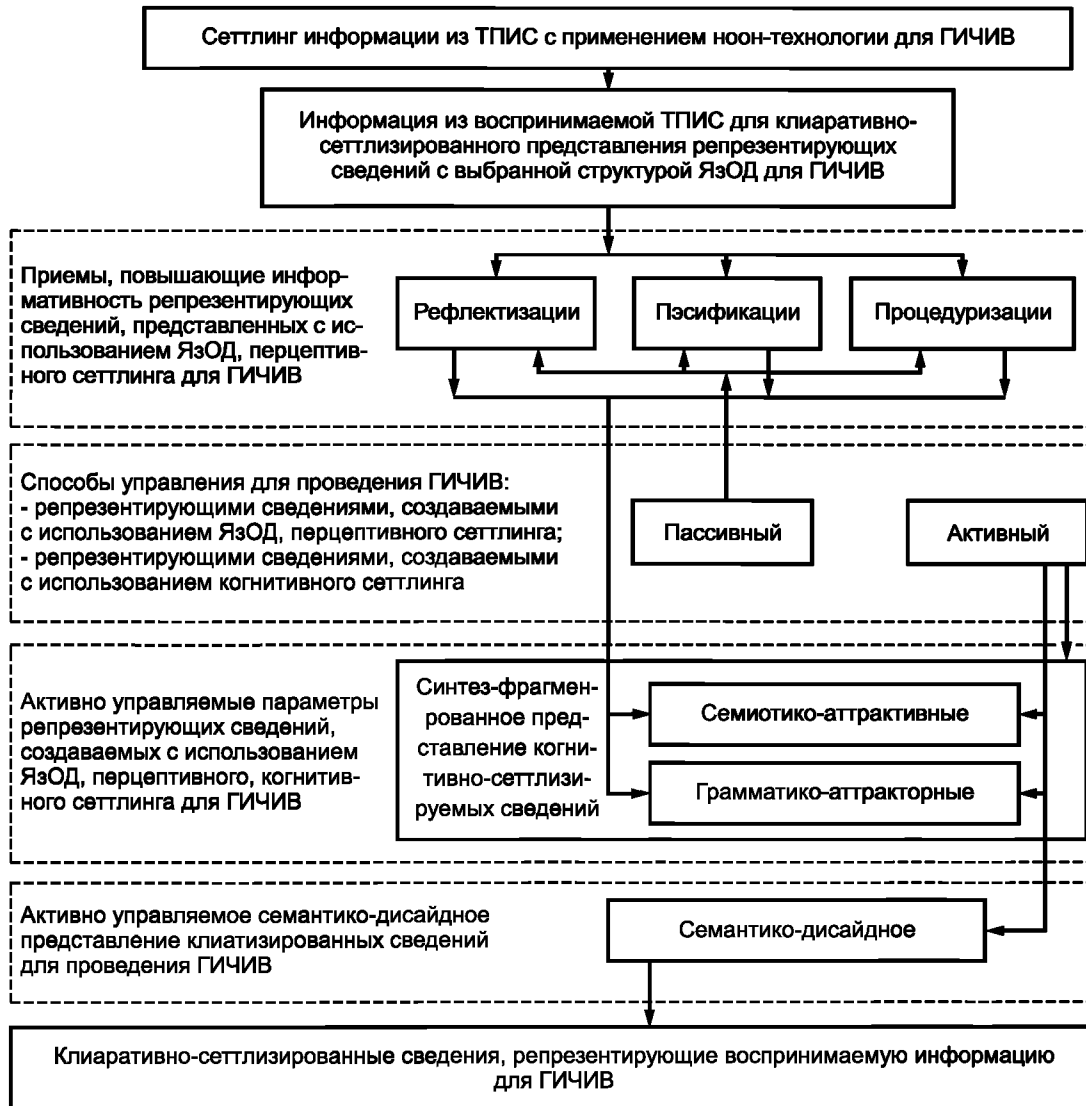 Сеттлинг информации из ТПИС с применением ноон-технологии для ГИЧИВ
Информация из воспринимаемой ТПИС для клиаративно-
сеттлизированного представления репрезентирующих
сведений с выбранной структурой ЯзОД для ГИЧИВ
Приемы, повышающие инфор-
мативность репрезентирующих
сведений, представленных с ис-
пользованием ЯзОД, перцептив-
ного сеттлинга для ГИЧИВ
Рефлектизации
Пэсификации
Процедуризации
Способы управления для проведения ГИЧИВ:
- репрезентирующими сведениями, создаваемыми
с использованием ЯзОД, перцептивного сеттлинга;
- репрезентирующими сведениями, создаваемыми
с использованием когнитивного сеттлинга
Пассивный
Активный
Активно управляемые параметры
репрезентирующих сведений,
создаваемых с использованием
ЯзОД, перцептивного, когнитив-
ного сеттлинга для ГИЧИВ
Синтез-фрагмен-
рованное пред-
ставление когни-
тивно-сеттлизи-
руемых сведений
Семиотико-аттрактивные
Грамматико-аттракторные
Активно управляемое семантико-дисайдное
представление клиатизированных сведений
для проведения ГИЧИВ
Семантико-дисайдное
Клиаративно-сеттлизированные сведения, репрезентирующие воспринимаемую информацию
для ГИЧИВ